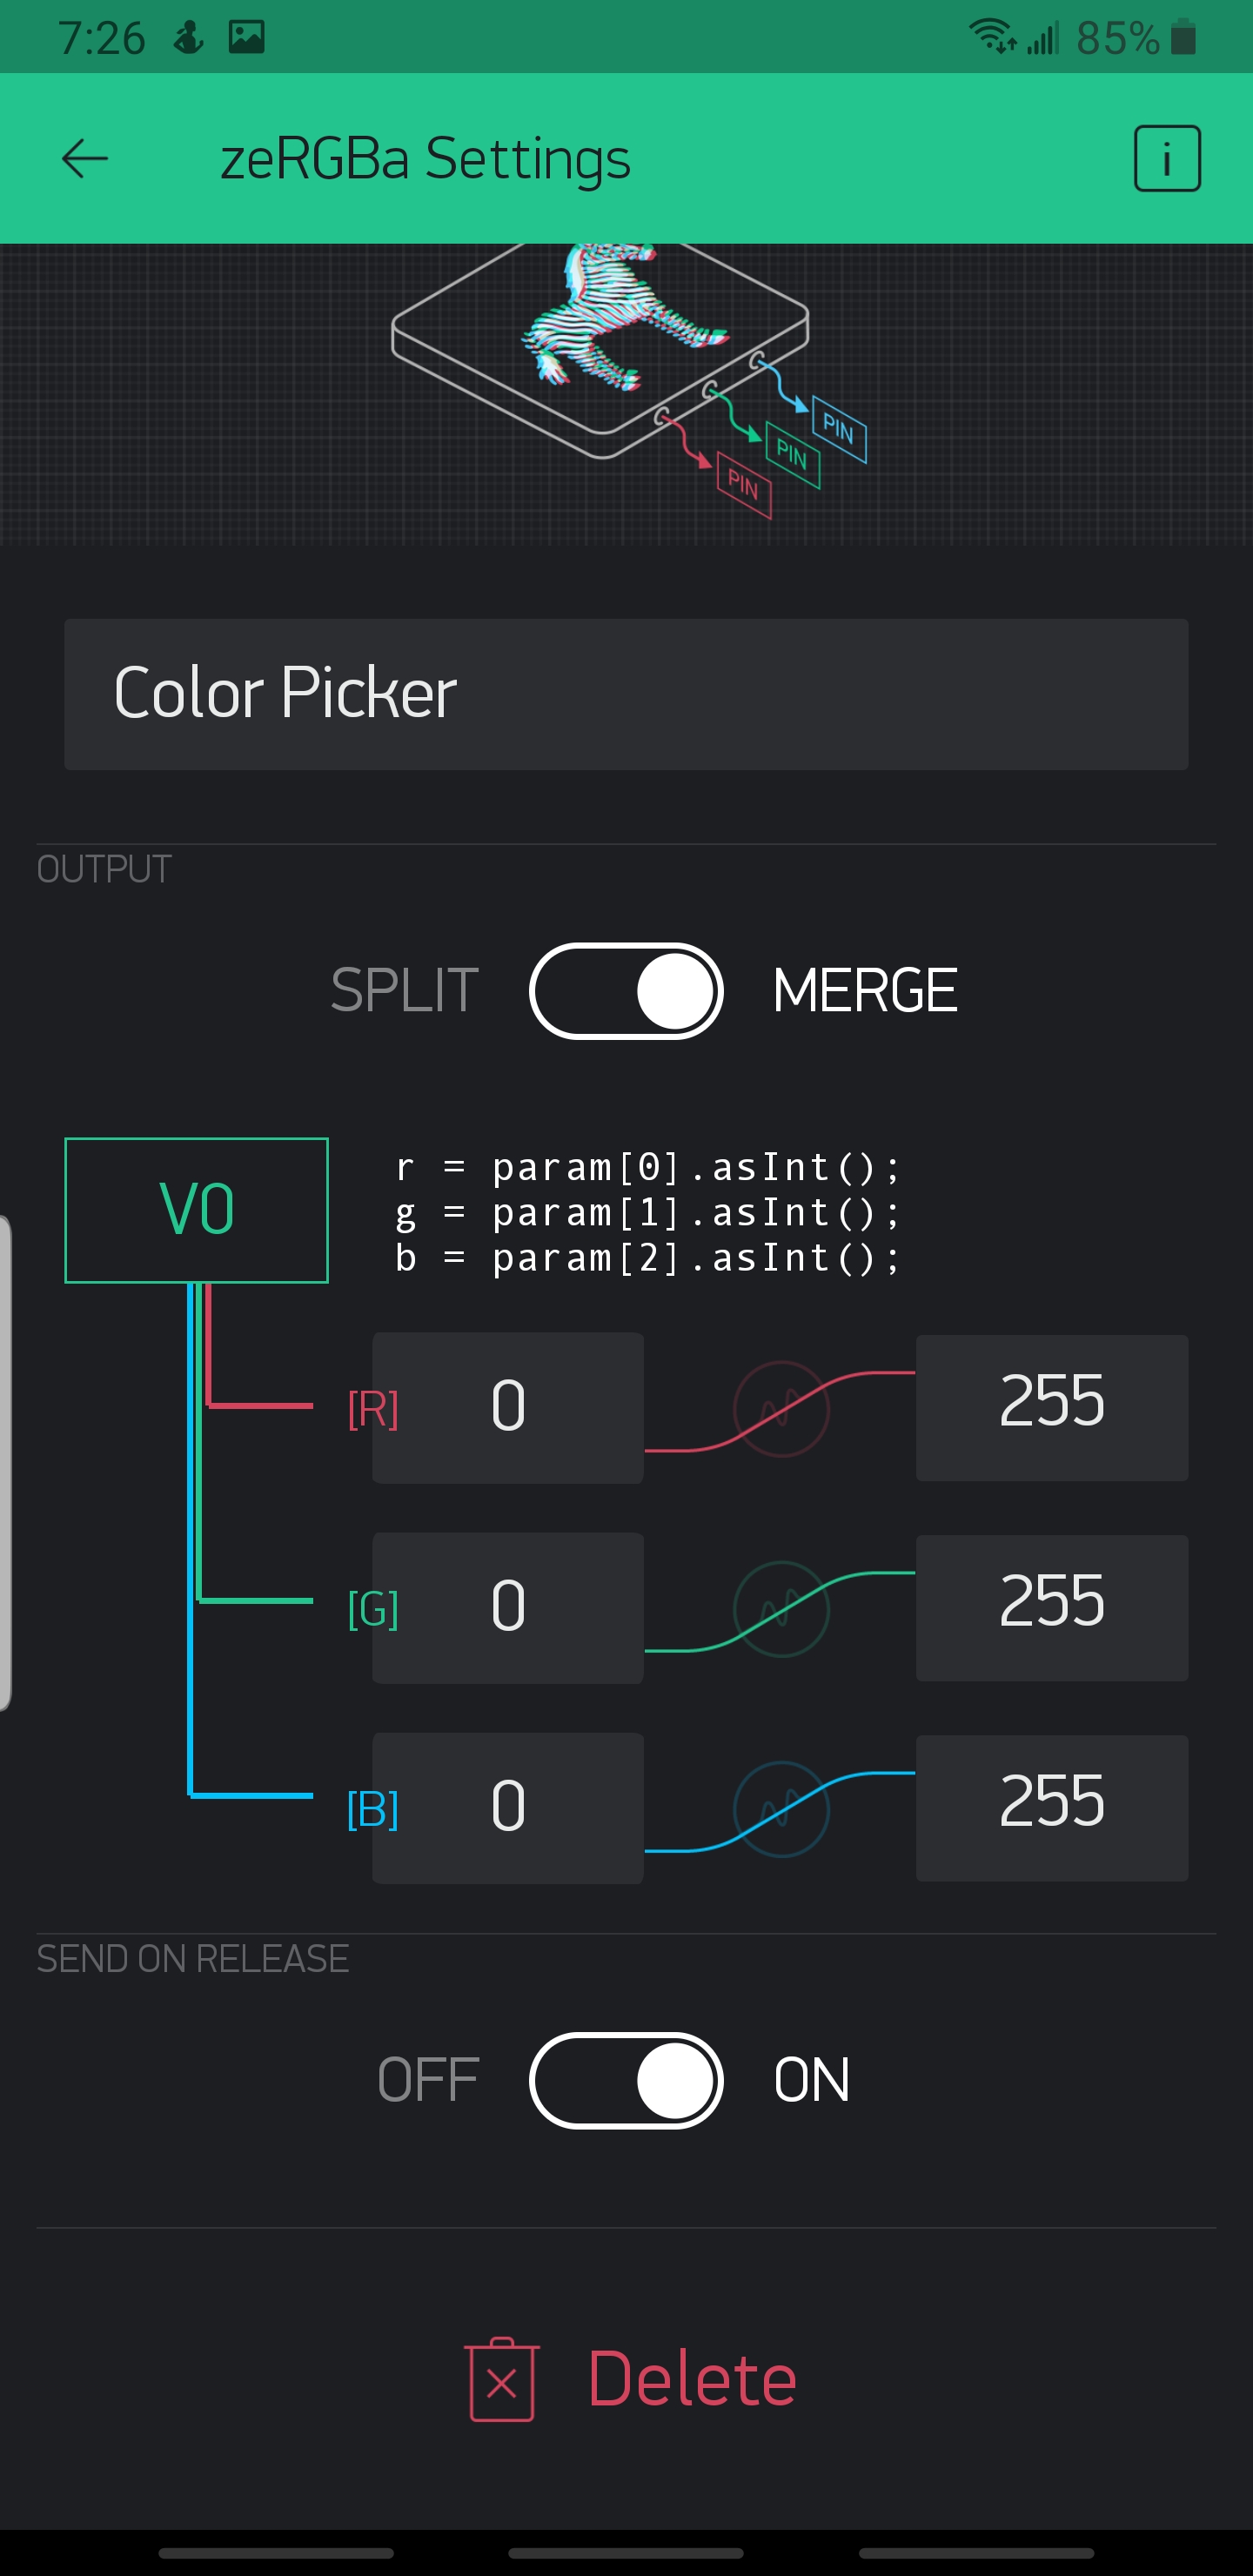 7:26 85%
zeRGBa Settings i
PIN
PIN
PIN
Color Picker
OUTPUT
SPLIT MERGE
V0
r = param[0].asInt();
g = param[1].asInt();
b = param[2].asInt();
[R] 0 255
[G] 0 255
[B] 0 255
SEND ON RELEASE
OFF ON
Delete